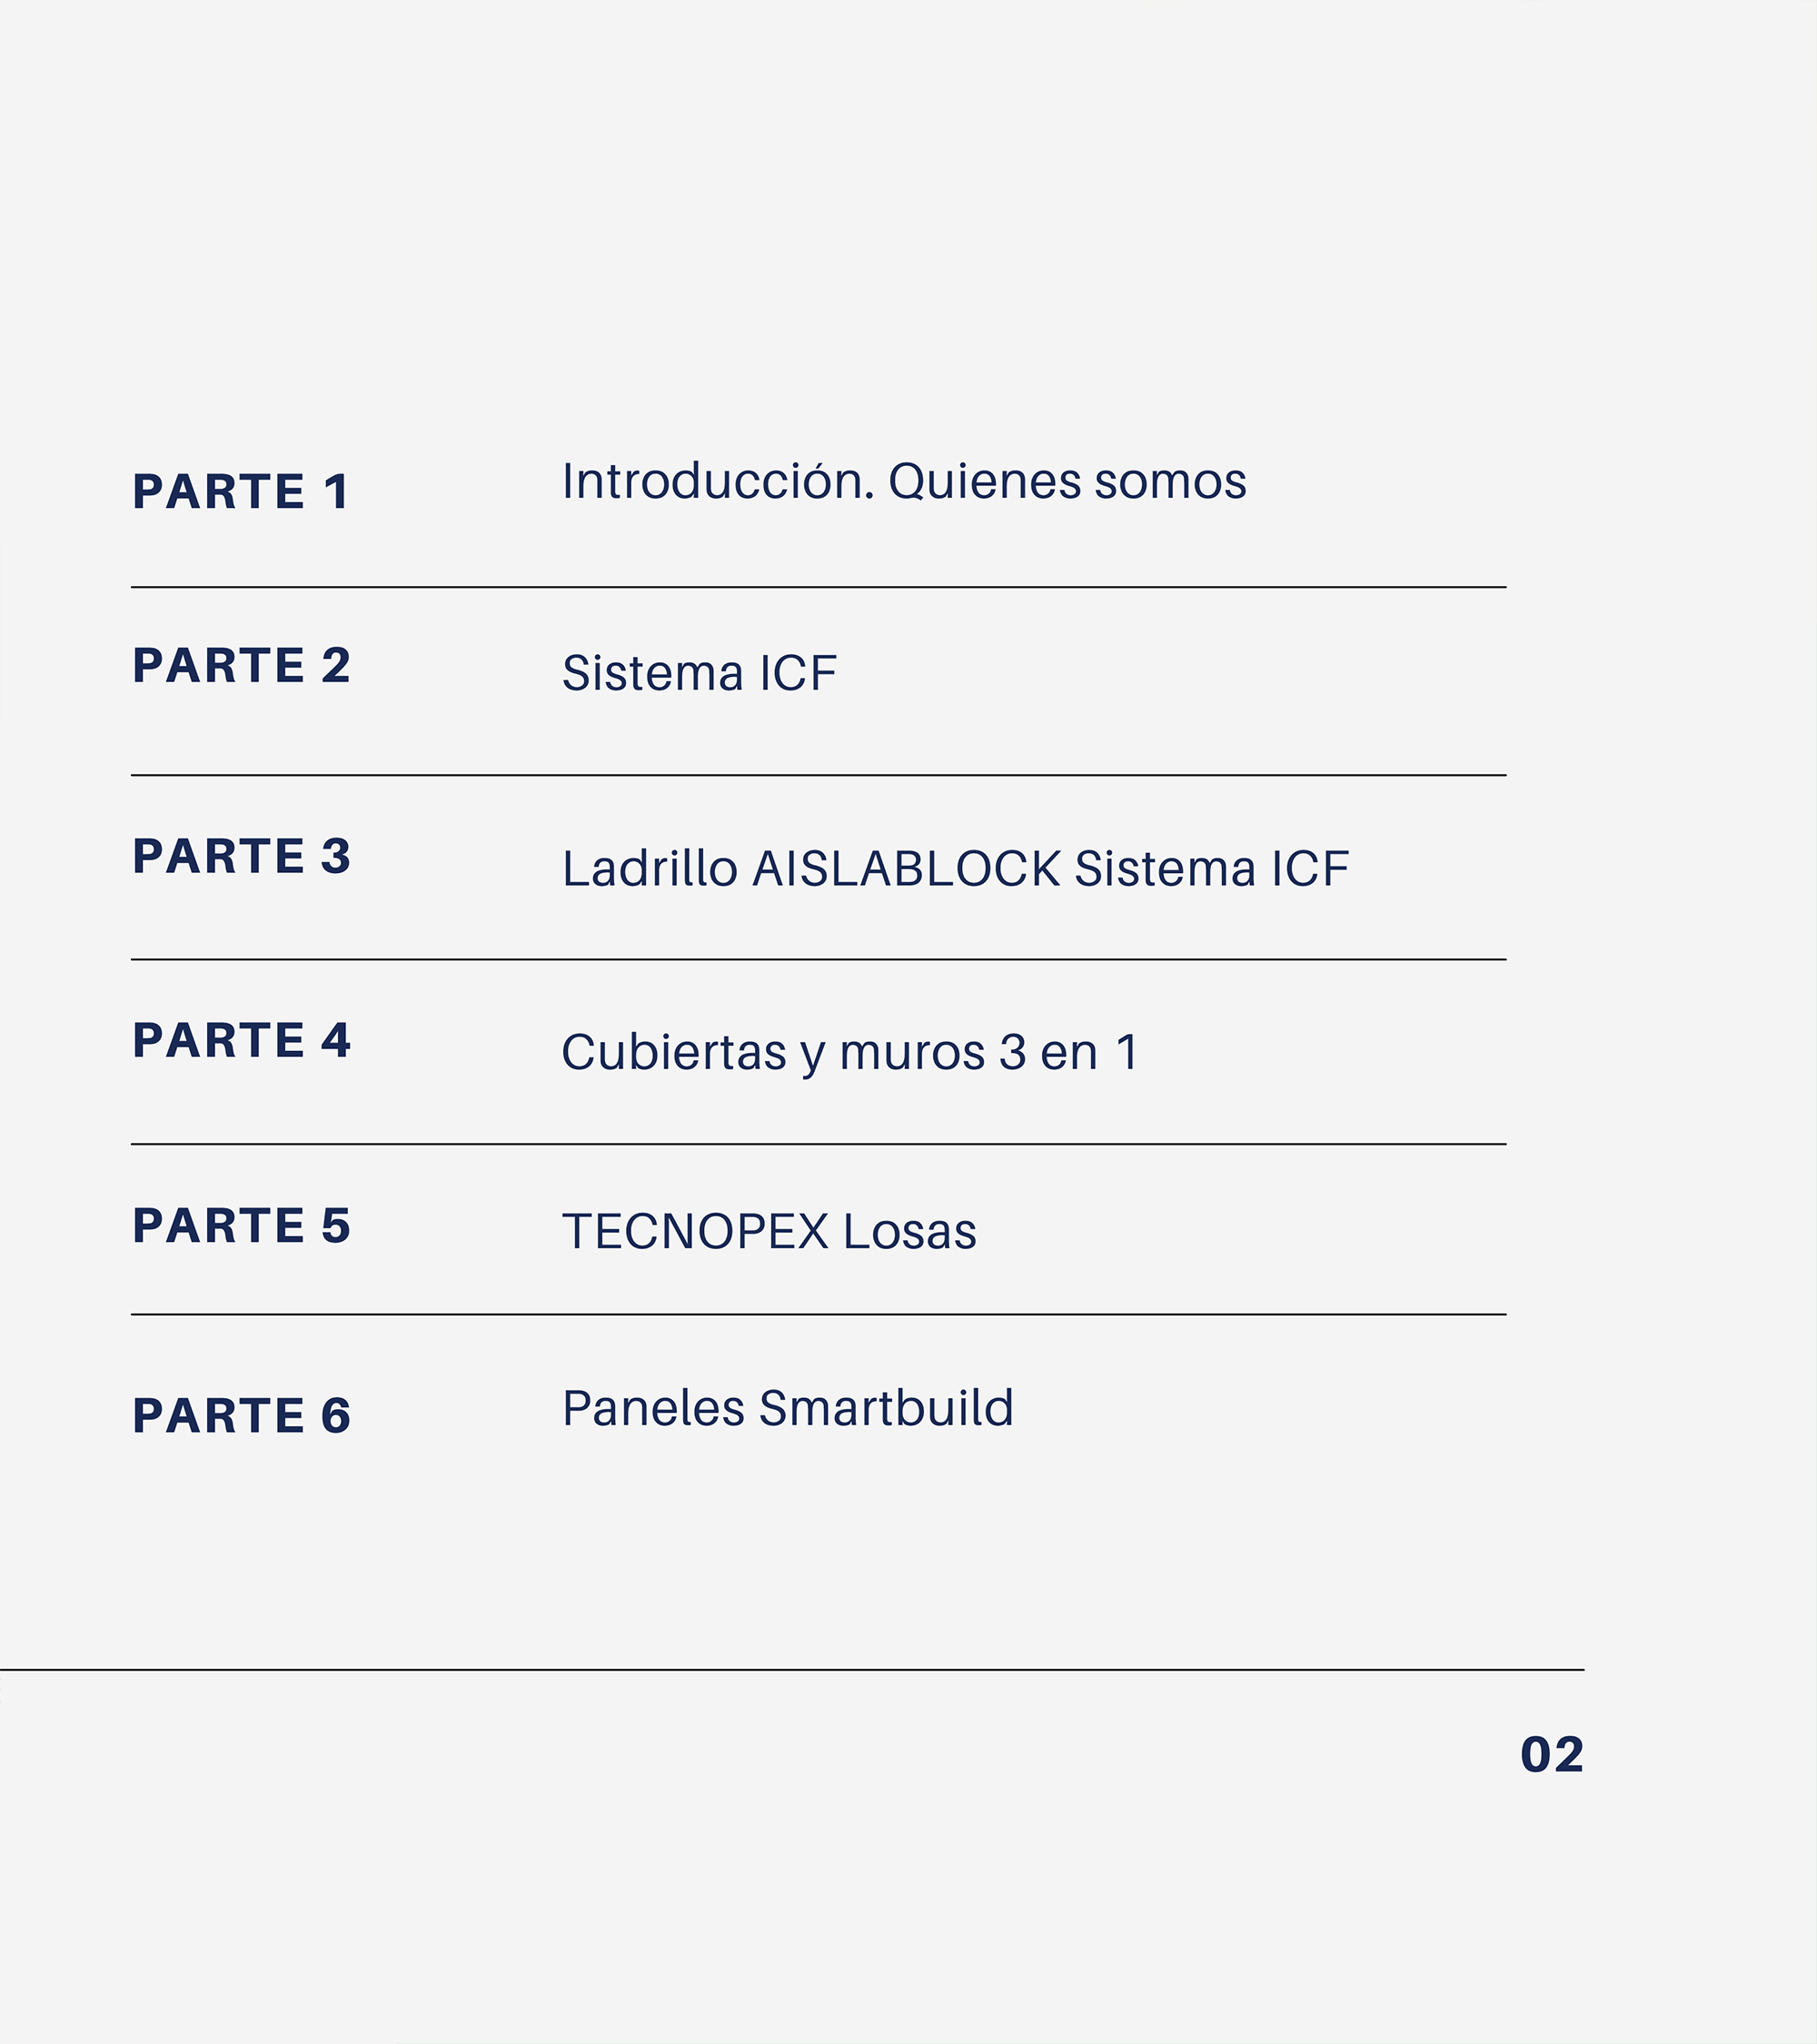 PARTE 1 Introducción. Quienes somos
PARTE 2 Sistema ICF
PARTE 3 Ladrillo AISLABLOCK Sistema ICF
PARTE 4 Cubiertas y muros 3 en 1
PARTE 5 TECNOPEX Losas
PARTE 6 Paneles Smartbuild
02